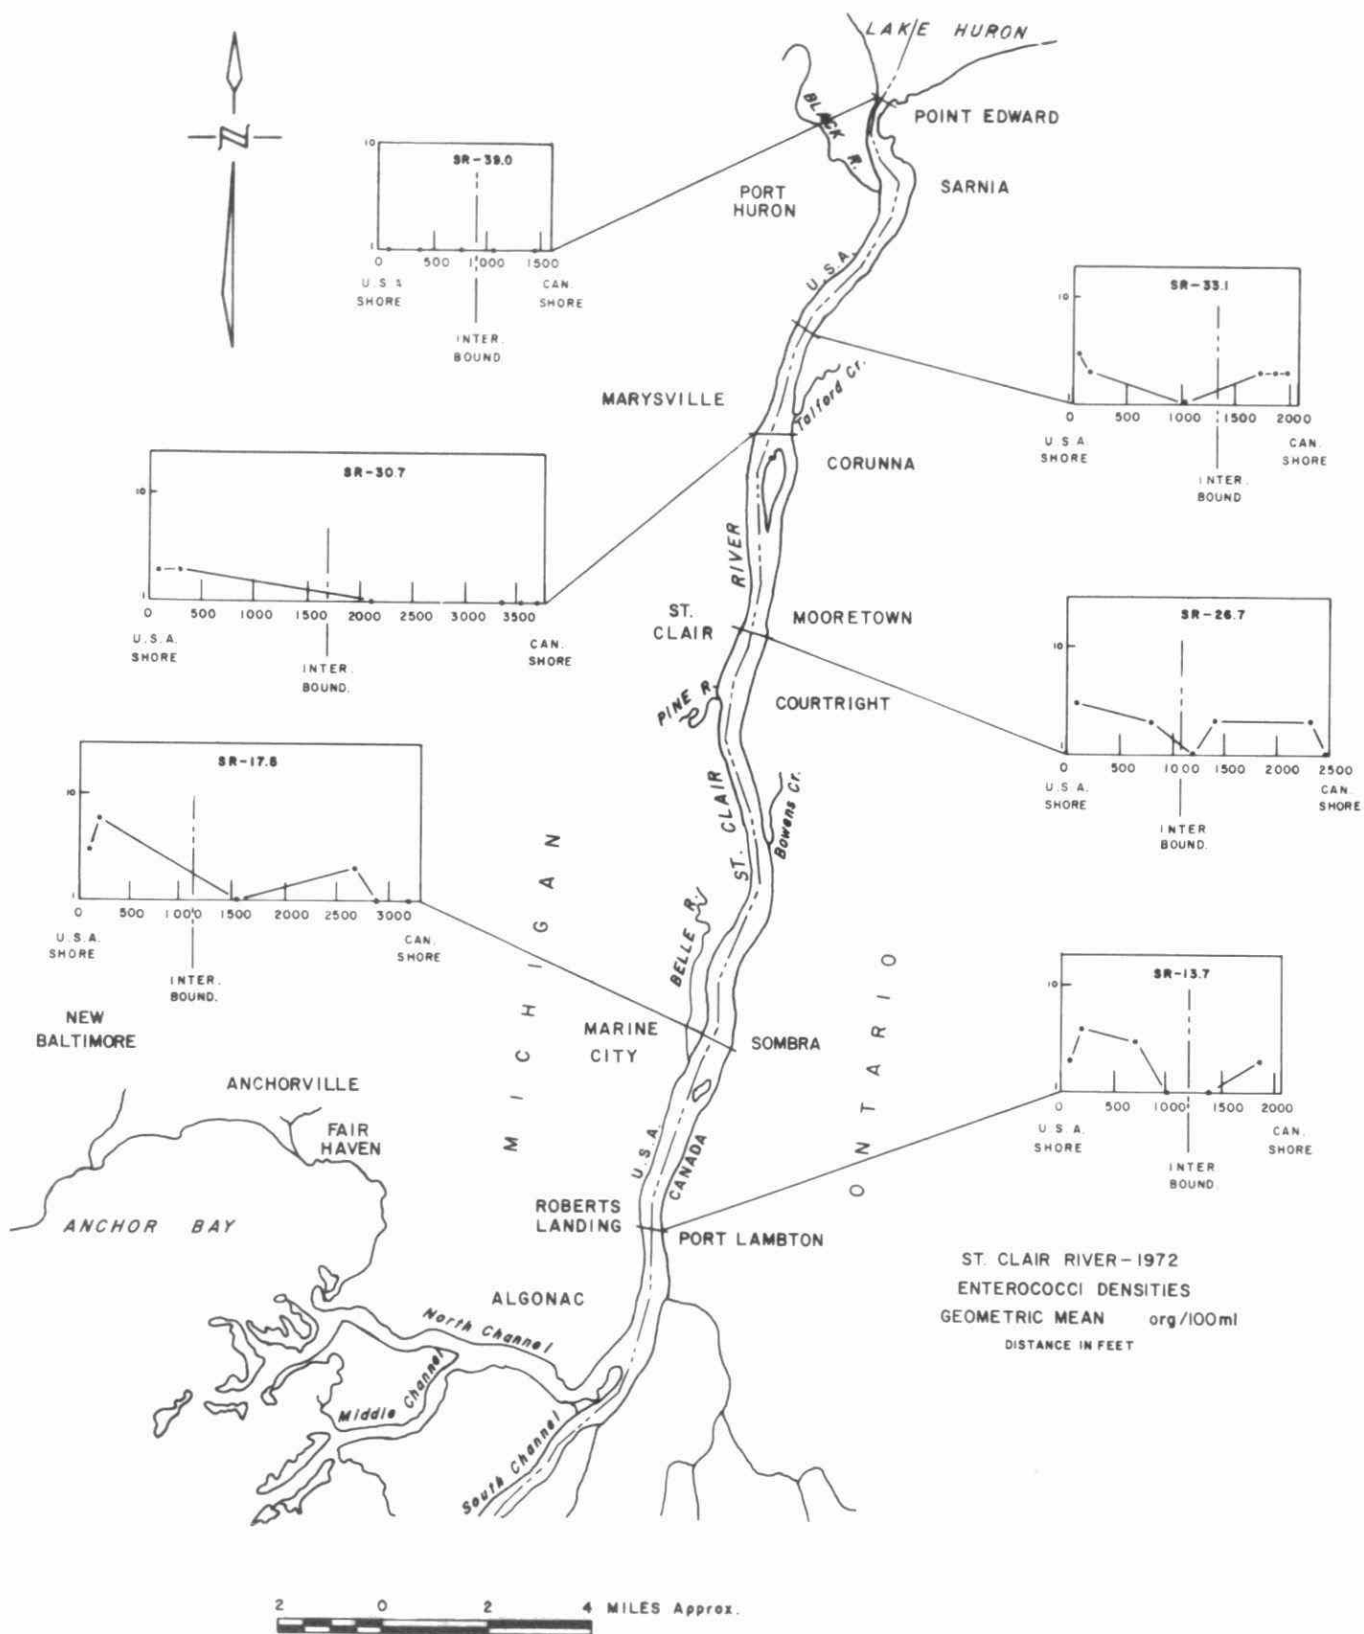 LAKE HURON
POINT EDWARD
BLACK R.
SARNIA
PORT
HURON
U.S.A.
N
SR-39.0
10
1
0 500 1000 1500
U.S.A
SHORE
CAN.
SHORE
INTER.
BOUND.
SR-33.1
10
0 500 1000 1500 2000
U.S.A.
SHORE
CAN.
SHORE
INTER.
BOUND
MARYSVILLE
Talford Cr.
CORUNNA
SR-30.7
10
1
0 500 1000 1500 2000 2500 3000 3500
U.S.A.
SHORE
CAN.
SHORE
INTER.
BOUND.
RIVER
ST.
CLAIR
MOORETOWN
SR-26.7
10
1
0 500 1000 1500 2000 2500
U.S.A.
SHORE
CAN.
SHORE
INTER
BOUND.
PINE R.
COURTRIGHT
SR-17.8
10
1
0 500 1000 1500 2000 2500 3000
U.S.A.
SHORE
CAN.
SHORE
INTER.
BOUND.
ST. CLAIR
Bowens Cr.
MICHIGAN
BELLE R.
ONTARIO
SR-13.7
10
1
0 500 1000 1500 2000
U.S.A.
SHORE
CAN.
SHORE
INTER
BOUND.
NEW
BALTIMORE
MARINE
CITY
SOMBRA
ANCHORVILLE
FAIR
HAVEN
U.S.A.
CANADA
ANCHOR BAY
ROBERTS
LANDING
PORT LAMBTON
ALGONAC
North Channel
Middle Channel
South Channel
ST. CLAIR RIVER-1972
ENTEROCOCCI DENSITIES
GEOMETRIC MEAN org/100ml
DISTANCE IN FEET
2 0 2 4 MILES Approx.